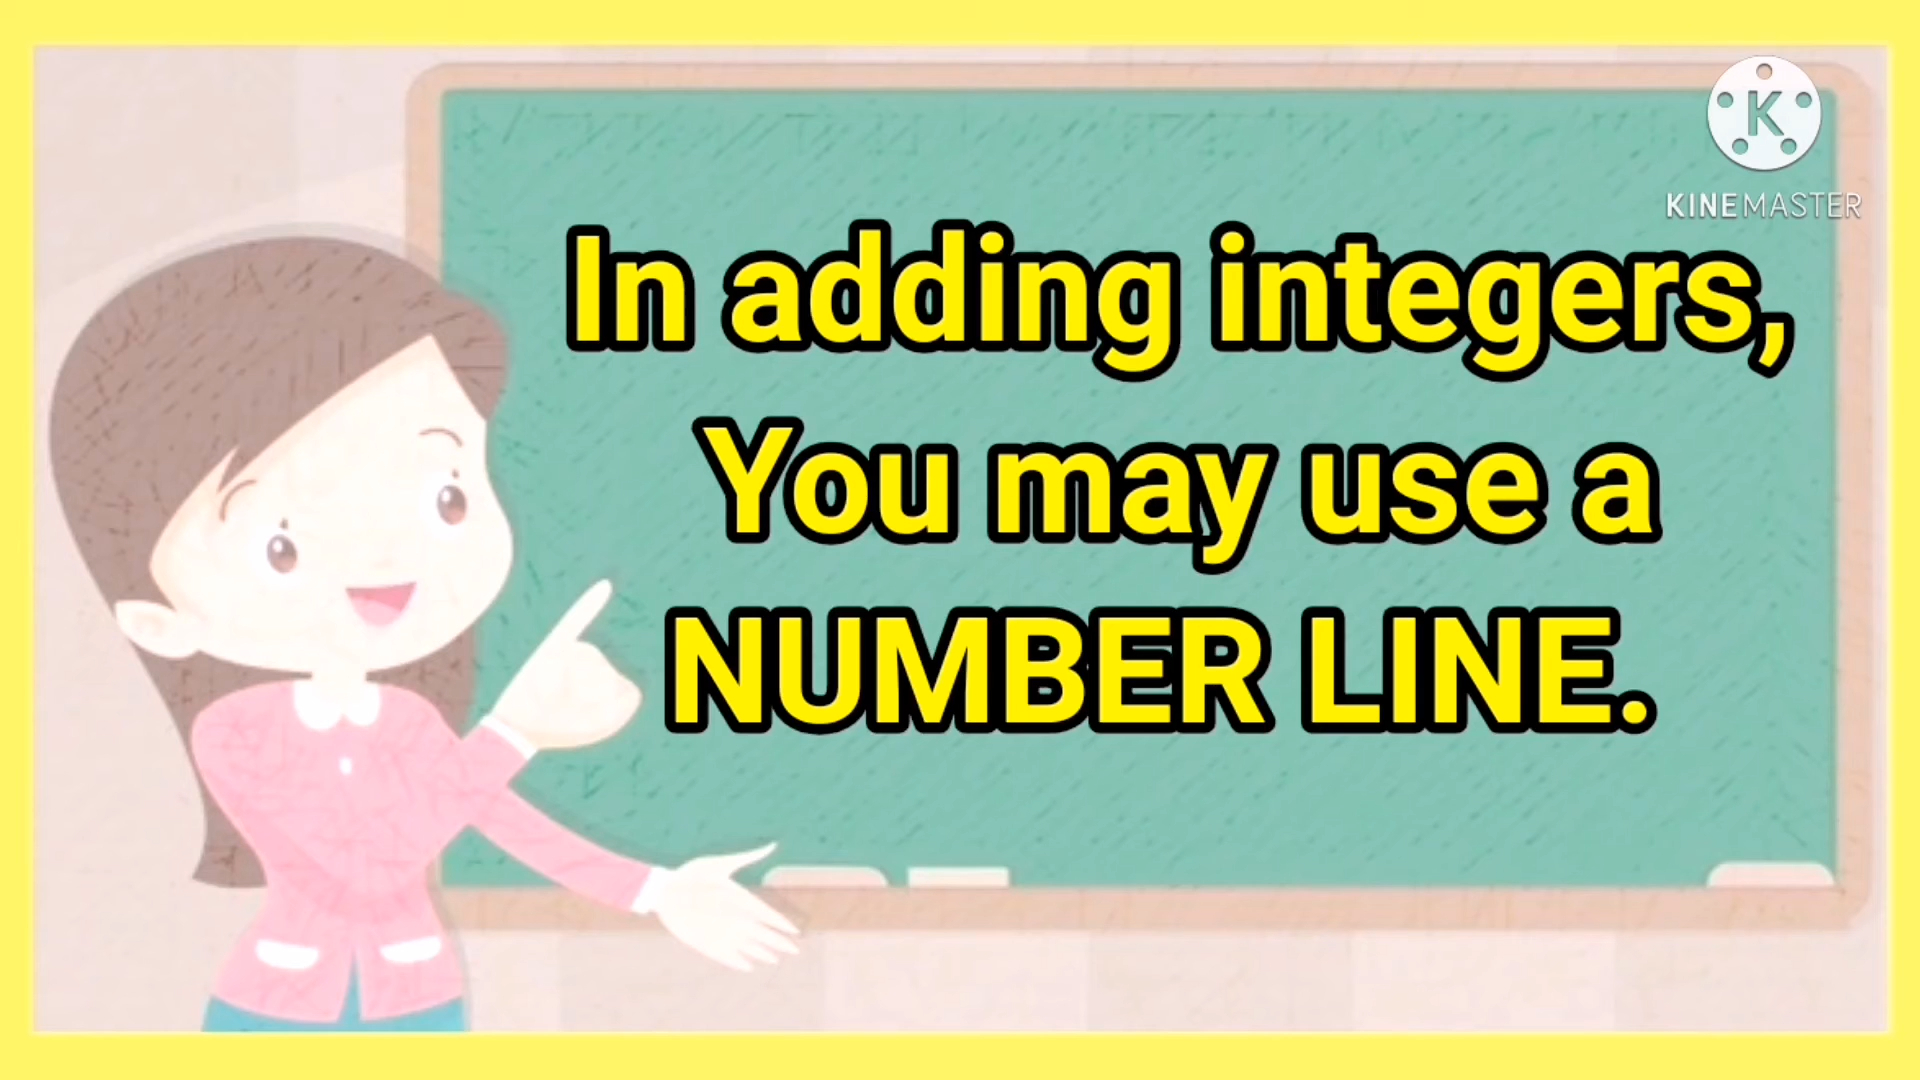 K
KINEMASTER
In adding integers,
You may use a
NUMBER LINE.